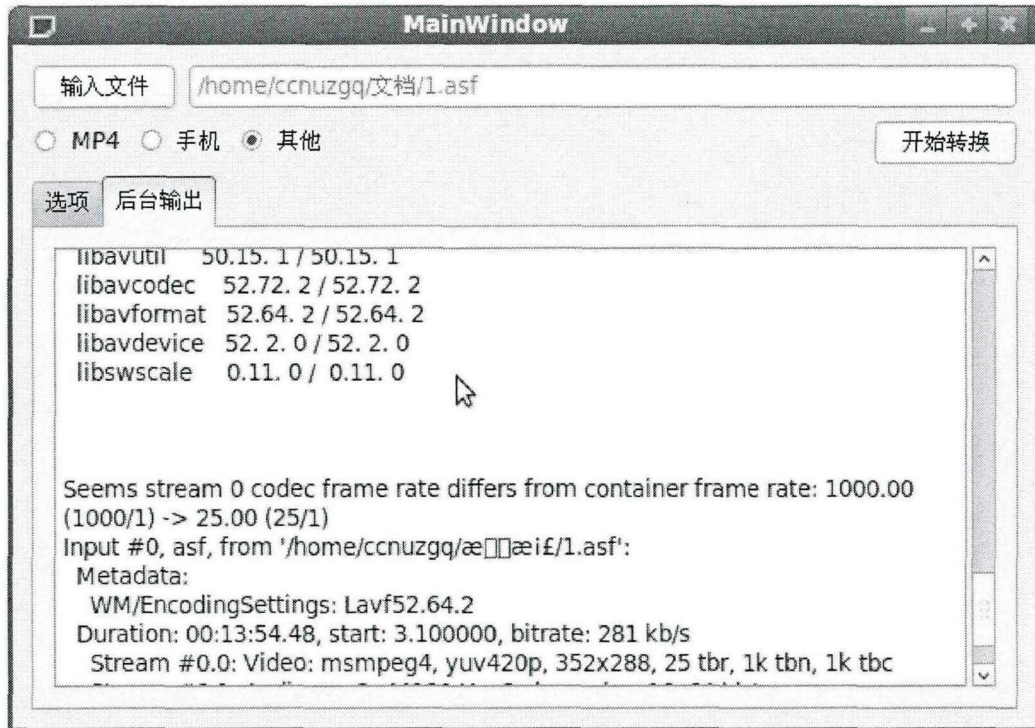 MainWindow
输入文件 /home/ccnuzgq/文档/1.asf
MP4 手机 其他 开始转换
选项 后台输出
libavutil 50.15. 1 / 50.15. 1
libavcodec 52.72. 2 / 52.72. 2
libavformat 52.64. 2 / 52.64. 2
libavdevice 52. 2. 0 / 52. 2. 0
libswscale 0.11. 0 / 0.11. 0
Seems stream 0 codec frame rate differs from container frame rate: 1000.00
(1000/1) -> 25.00 (25/1)
Input #0, asf, from '/home/ccnuzgq/æ▯▯æi£/1.asf':
Metadata:
WM/EncodingSettings: Lavf52.64.2
Duration: 00:13:54.48, start: 3.100000, bitrate: 281 kb/s
Stream #0.0: Video: msmpeg4, yuv420p, 352x288, 25 tbr, 1k tbn, 1k tbc